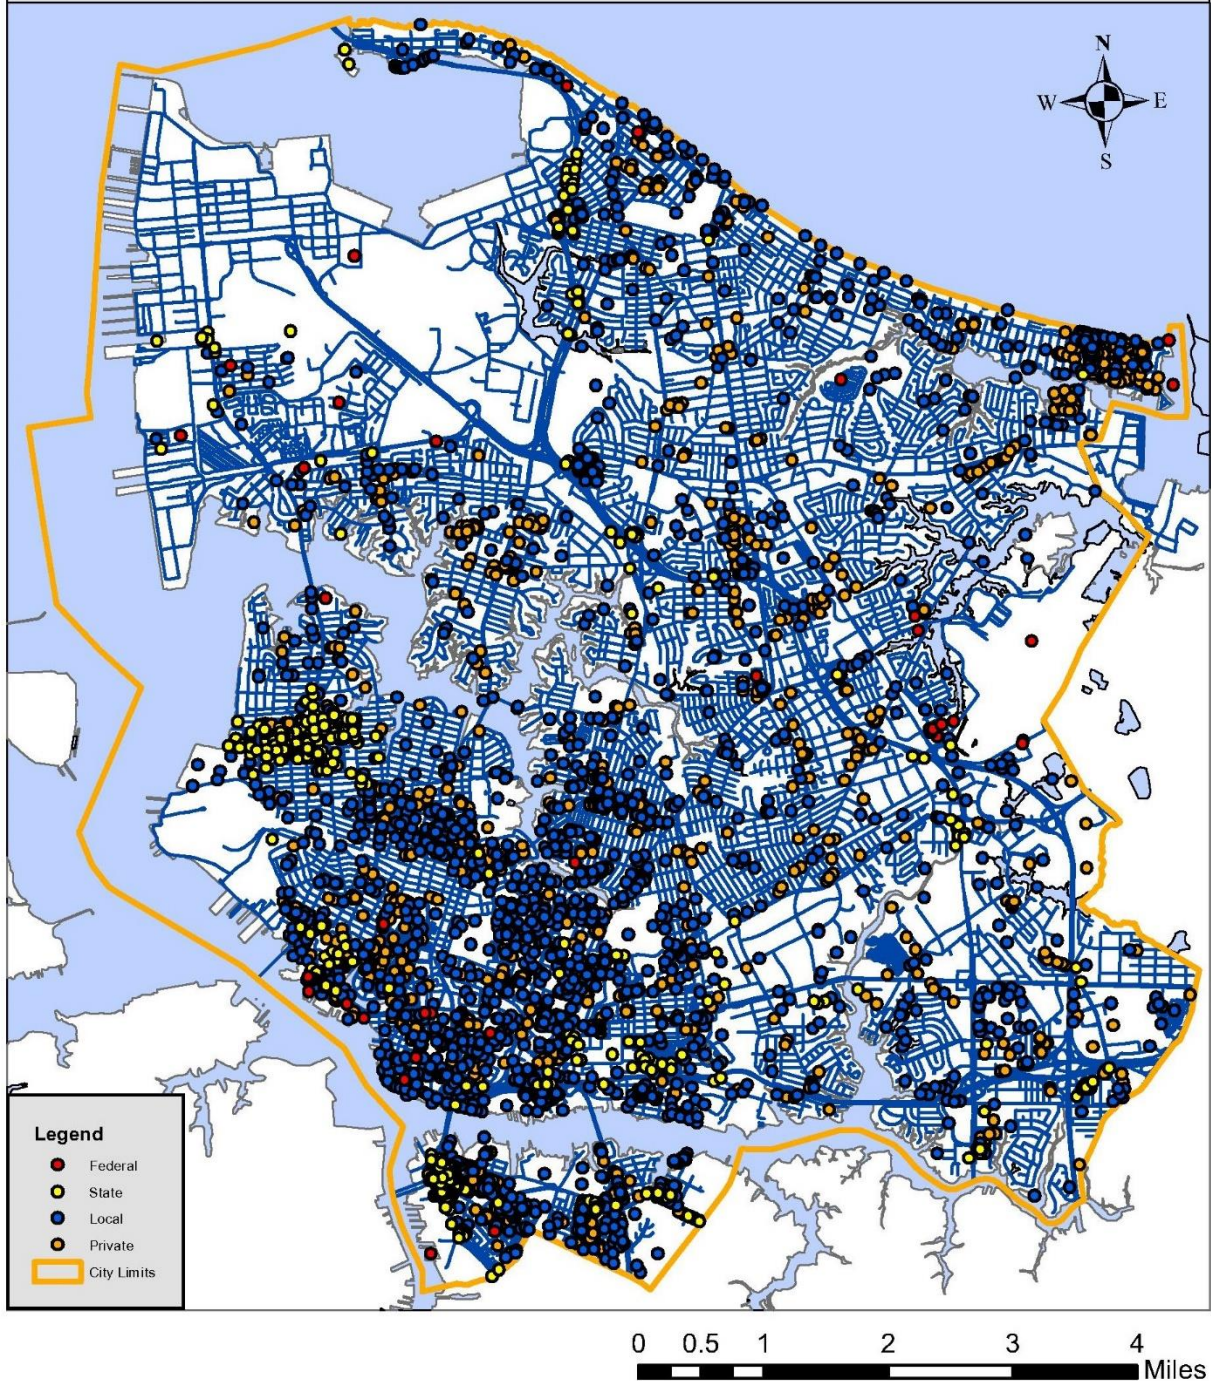 N
W E
S
Legend
Federal
State
Local
Private
City Limits
0 0.5 1 2 3 4
Miles